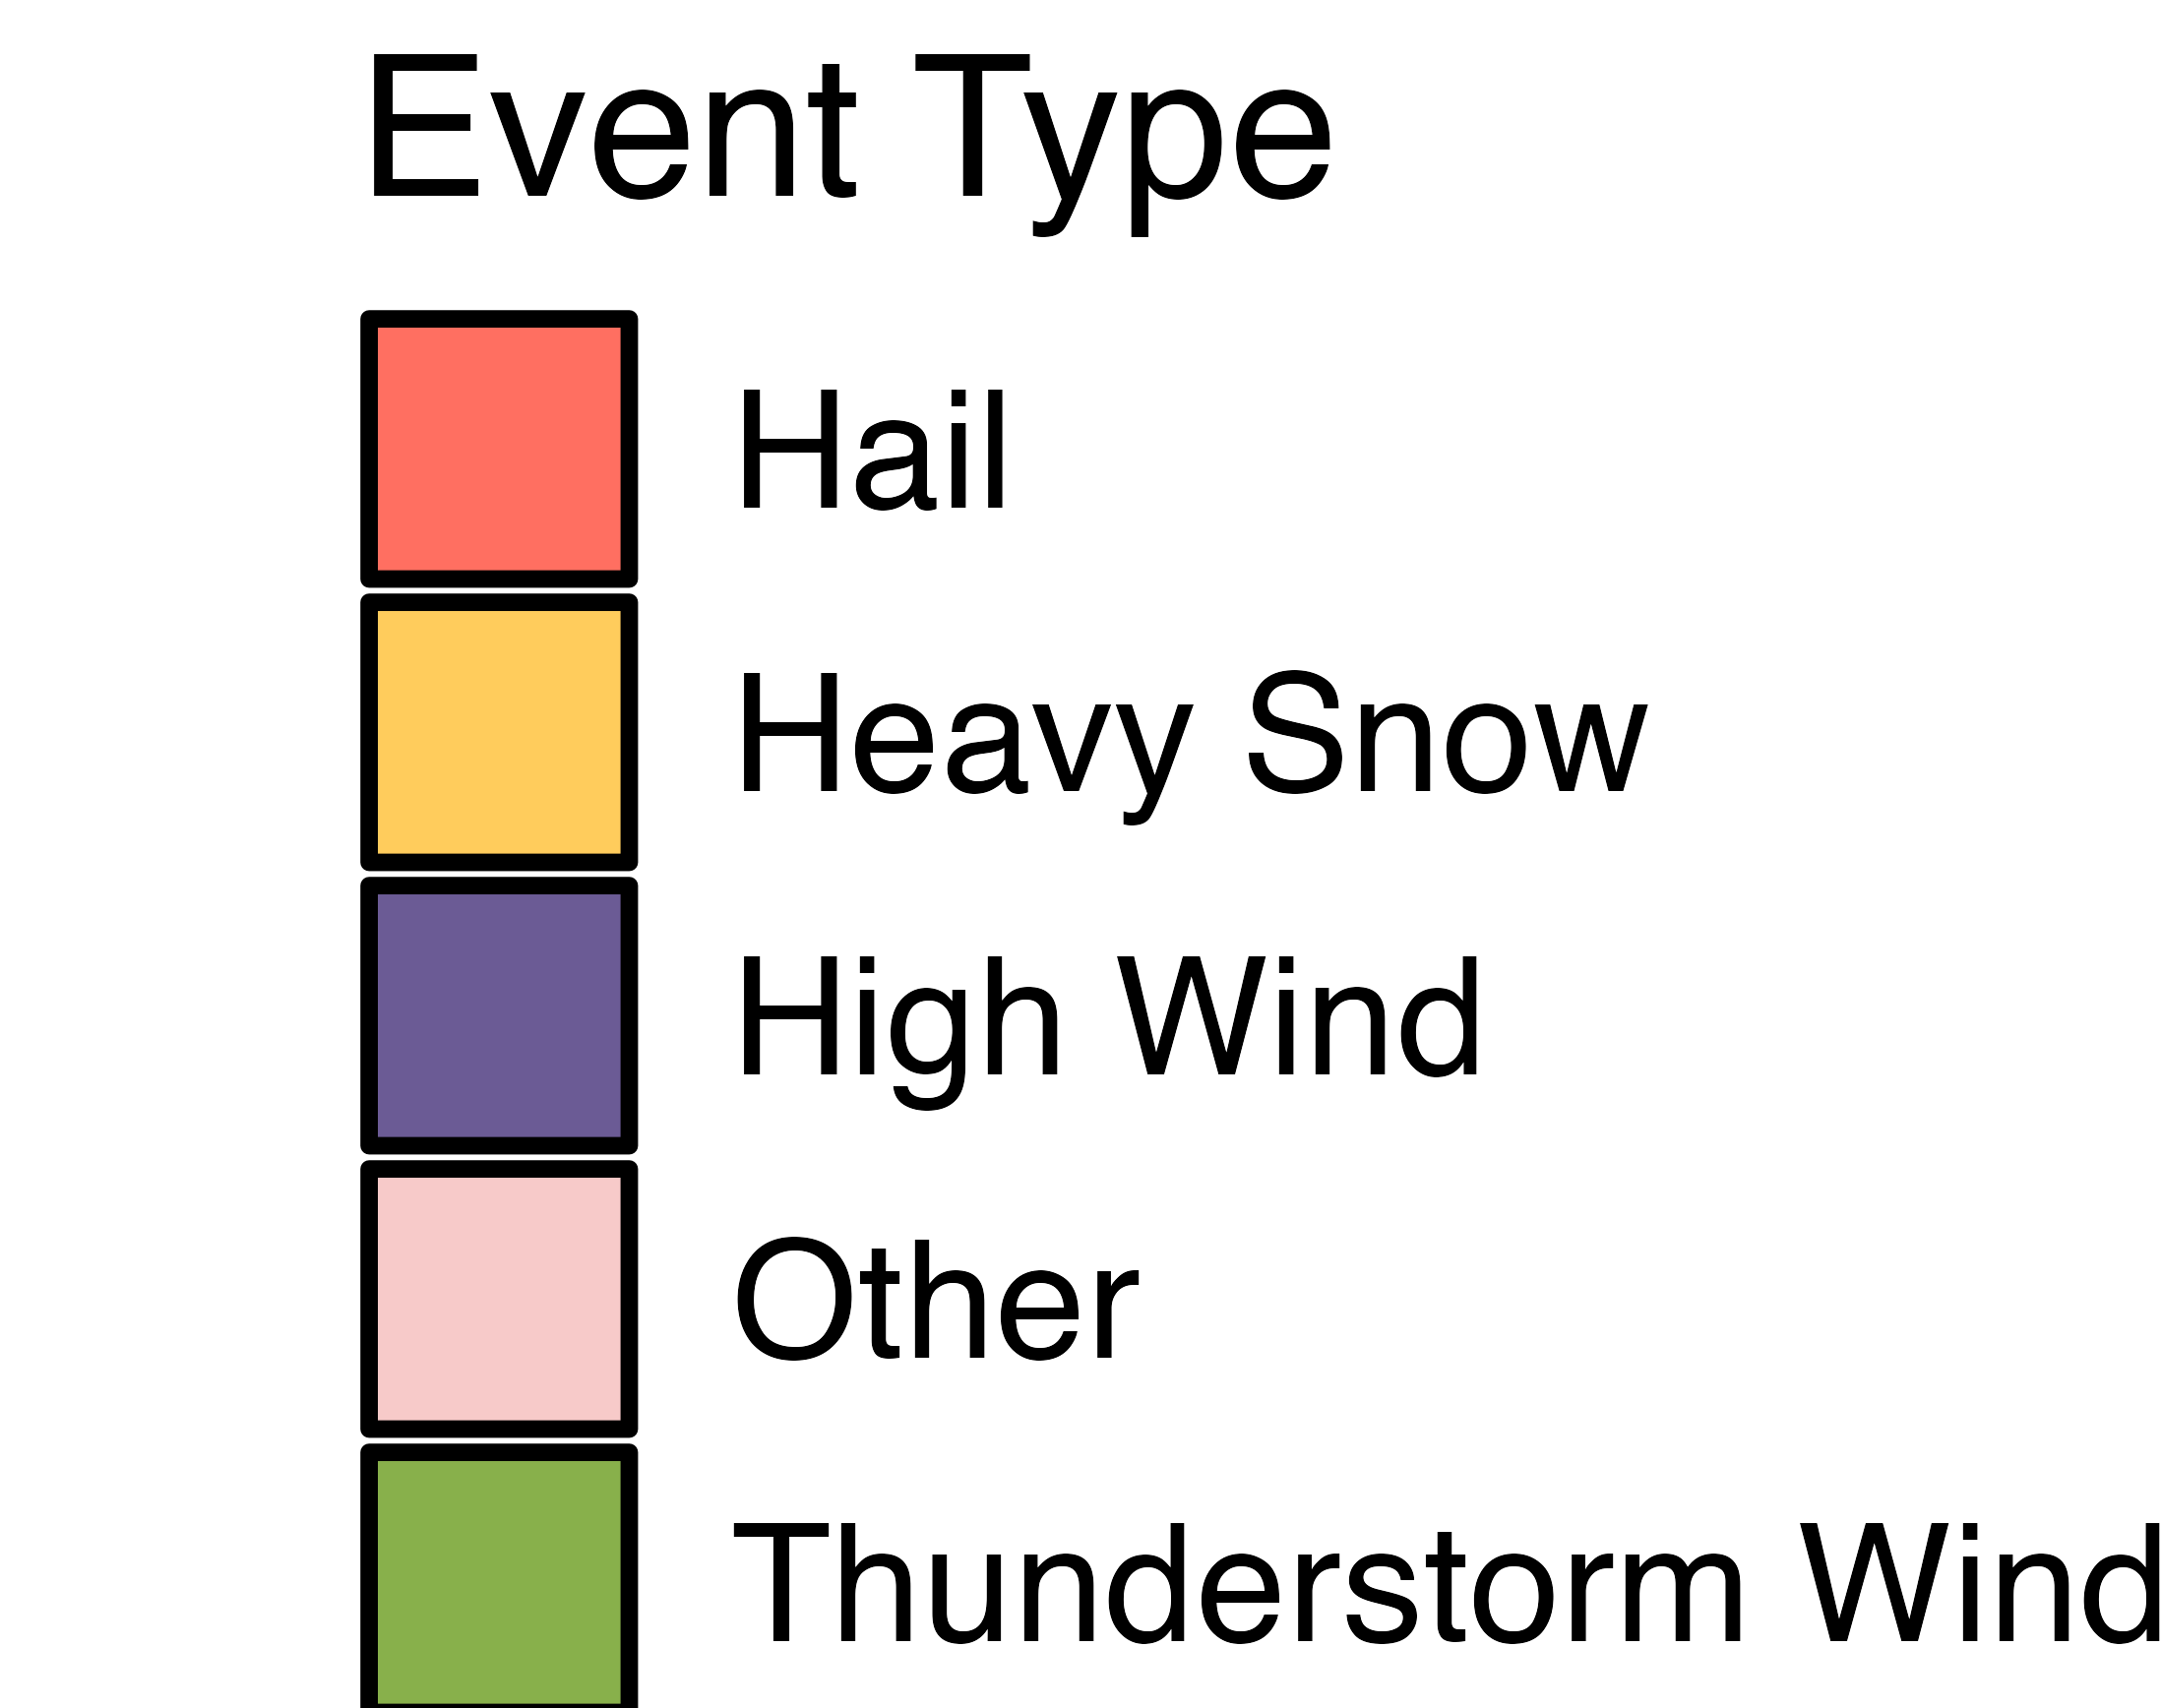 Event Type
Hail
Heavy Snow
High Wind
Other
Thunderstorm Wind